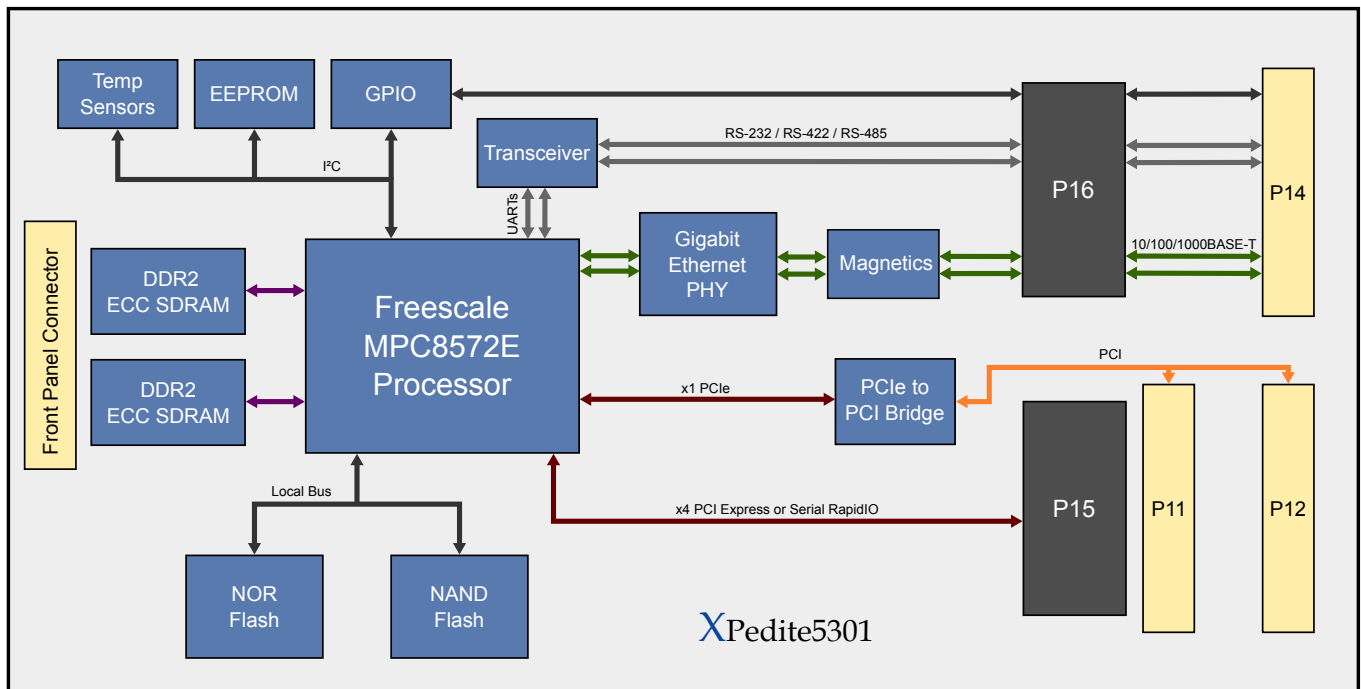 Temp
Sensors
EEPROM
GPIO
I²C
Transceiver
RS-232 / RS-422 / RS-485
UARTs
P16
P14
Front Panel Connector
DDR2
ECC SDRAM
DDR2
ECC SDRAM
Freescale
MPC8572E
Processor
Gigabit
Ethernet
PHY
Magnetics
10/100/1000BASE-T
x1 PCIe
PCIe to
PCI Bridge
PCI
Local Bus
x4 PCI Express or Serial RapidIO
P15
P11
P12
NOR
Flash
NAND
Flash
XPedite5301